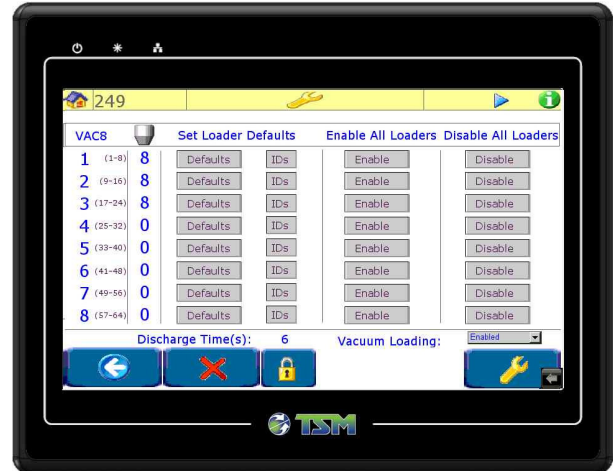 249
VAC8 Set Loader Defaults Enable All Loaders Disable All Loaders
1 (1-8) 8 Defaults IDs Enable Disable
2 (9-16) 8 Defaults IDs Enable Disable
3 (17-24) 8 Defaults IDs Enable Disable
4 (25-32) 0 Defaults IDs Enable Disable
5 (33-40) 0 Defaults IDs Enable Disable
6 (41-48) 0 Defaults IDs Enable Disable
7 (49-56) 0 Defaults IDs Enable Disable
8 (57-64) 0 Defaults IDs Enable Disable
Discharge Time(s): 6 Vacuum Loading: Enabled
TSM